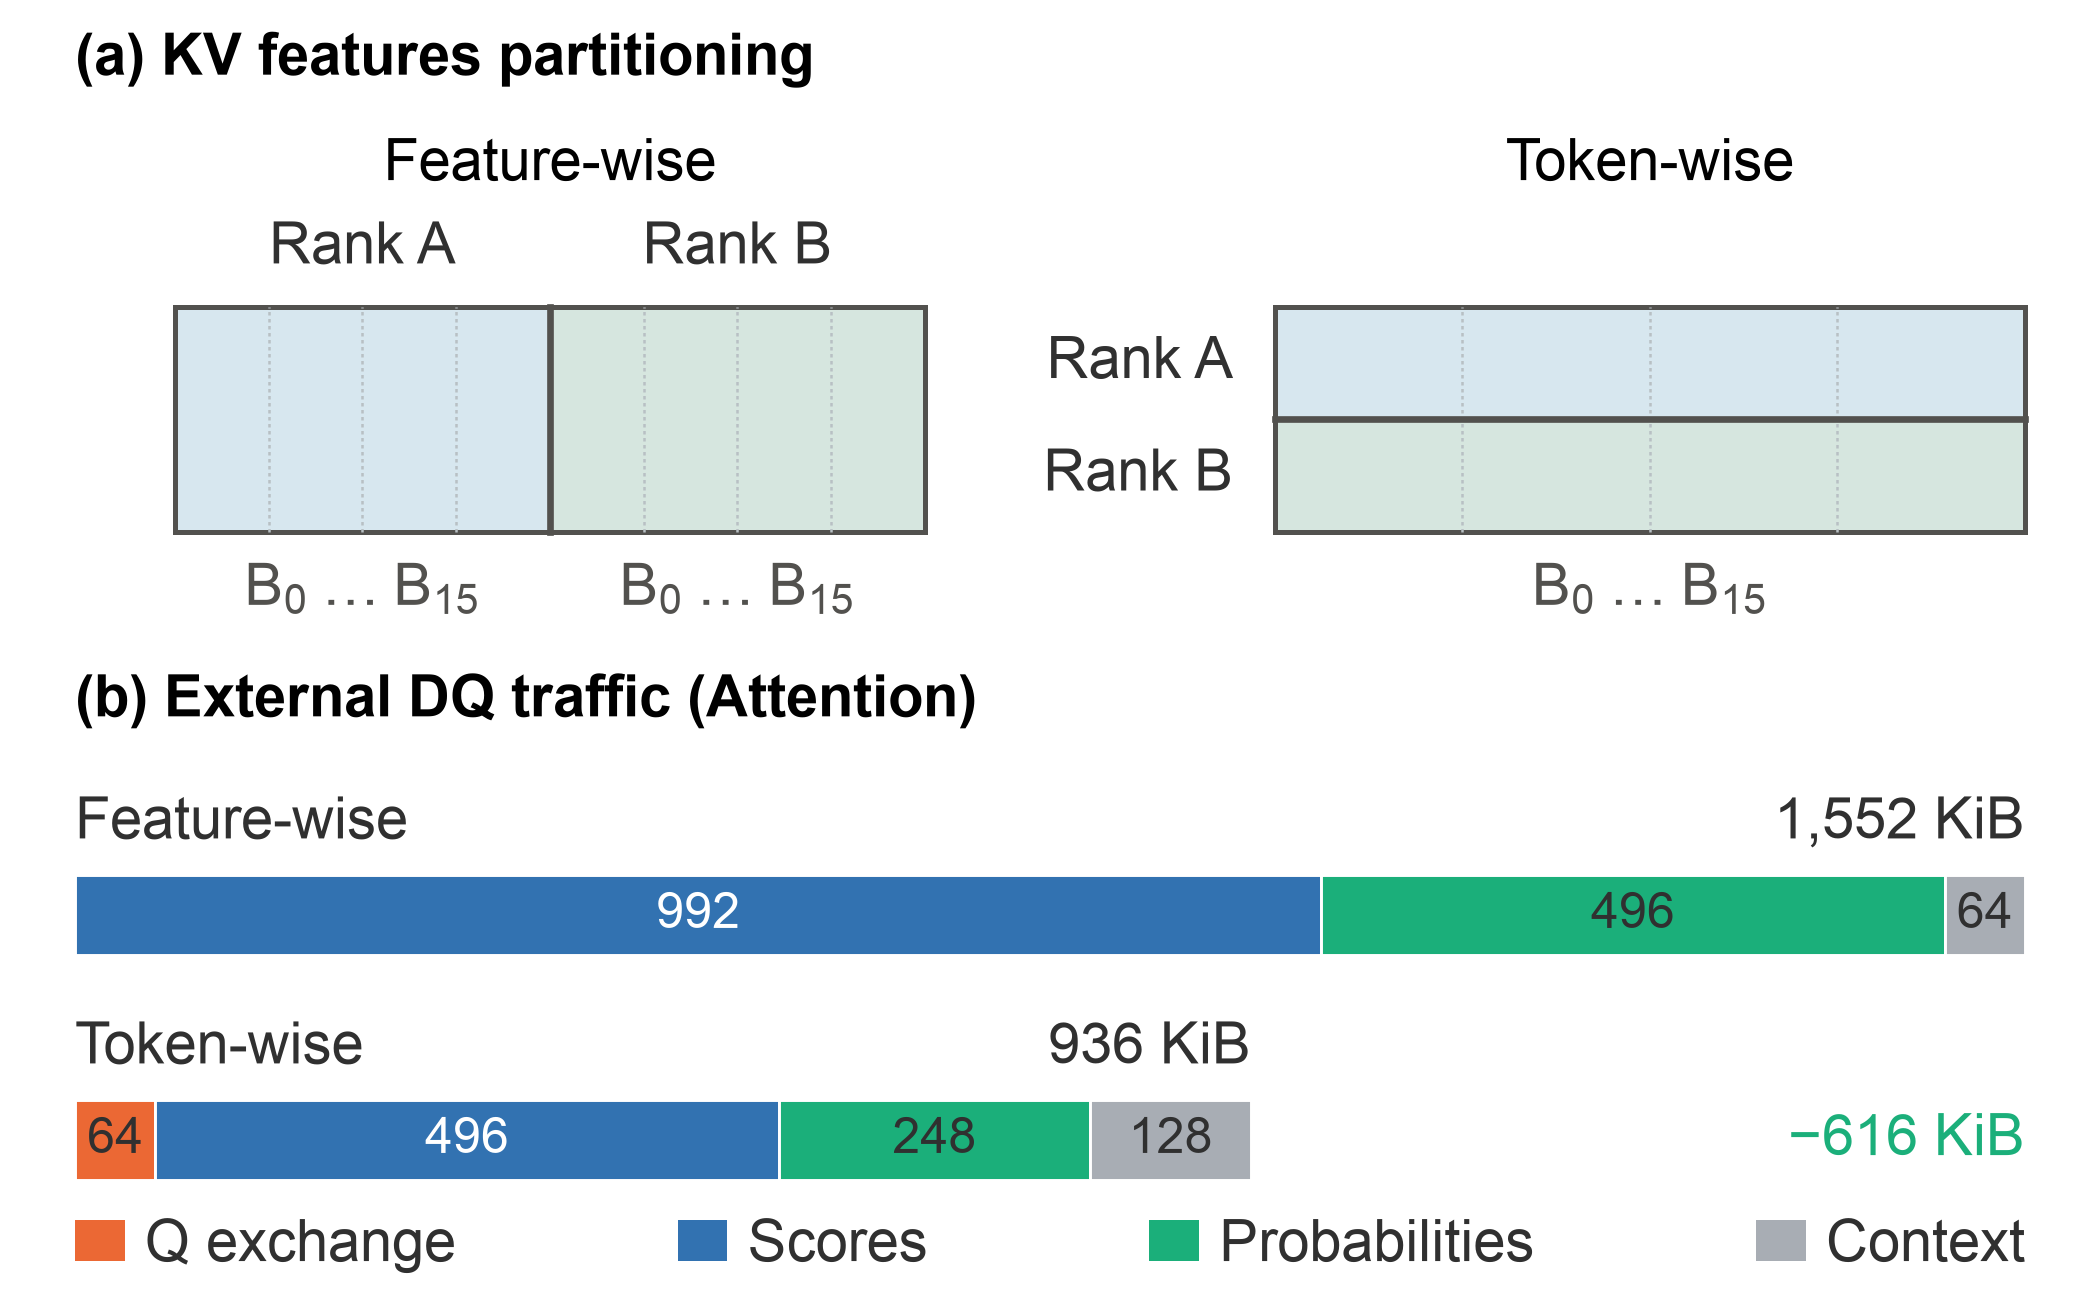 (a) KV features partitioning
Feature-wise
Rank A Rank B
B₀ … B₁₅ B₀ … B₁₅
Token-wise
Rank A
Rank B
B₀ … B₁₅
(b) External DQ traffic (Attention)
Feature-wise 1,552 KiB
992 496 64
Token-wise 936 KiB
64 496 248 128 −616 KiB
Q exchange Scores Probabilities Context